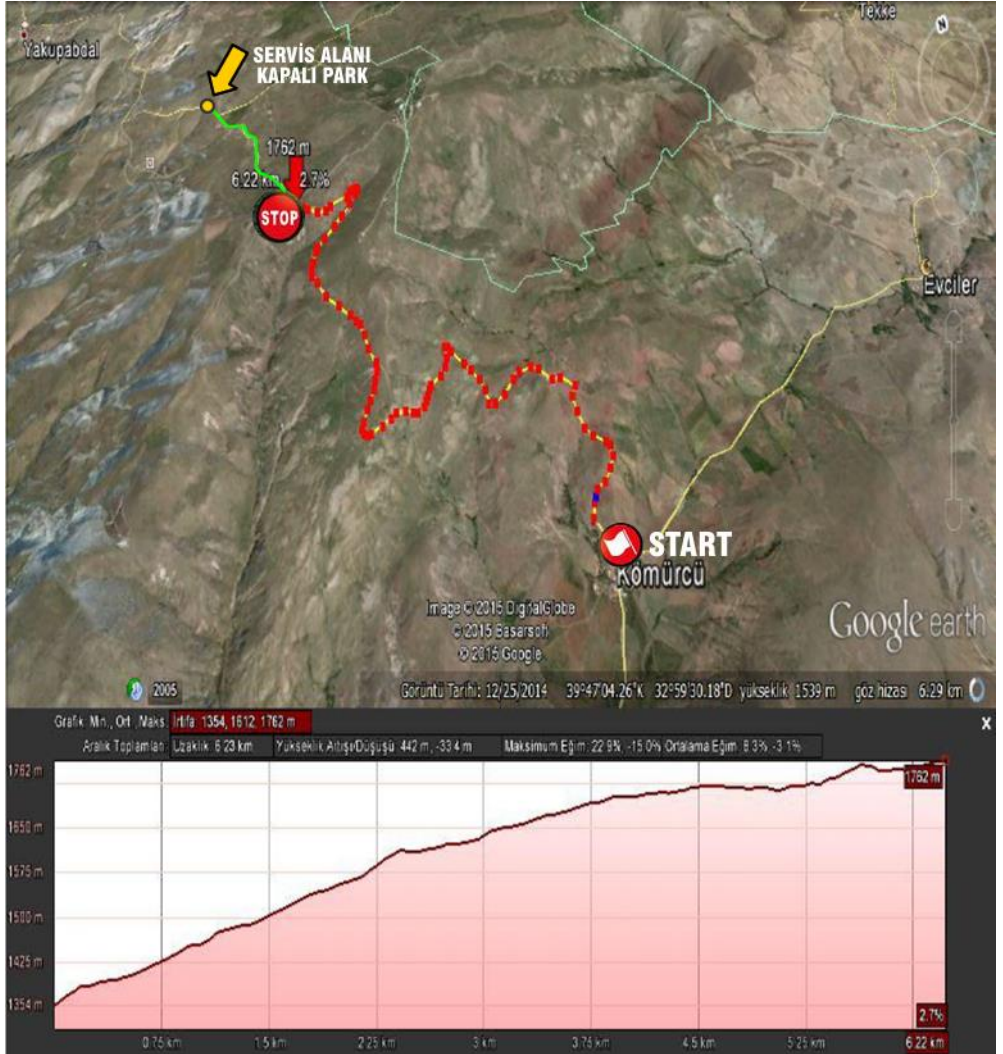 Tekke
Yakupabdal
N
SERVİS ALANI
KAPALI PARK
1762 m
6.22 km 2.7%
STOP
Evciler
START
Kömürcü
Image © 2015 DigitalGlobe
© 2015 Basarsoft
© 2015 Google
Google earth
2005
Görüntü Tarihi: 12/25/2014 39°47'04.26"K 32°59'30.18"D yükseklik 1539 m göz hizası 6.29 km
Grafik: Min., Ort., Maks. İrtifa: 1354, 1612, 1762 m
X
Aralık Toplamları: Uzaklık: 6.23 km Yükseklik Artışı/Düşüşü: 442 m, -33.4 m Maksimum Eğim: 22.9%, -15.0% Ortalama Eğim: 8.3% -3.1%
1762 m
1762 m
1650 m
1575 m
1500 m
1425 m
1354 m
2.7%
0.75 km 1.5 km 2.25 km 3 km 3.75 km 4.5 km 5.25 km 6.22 km